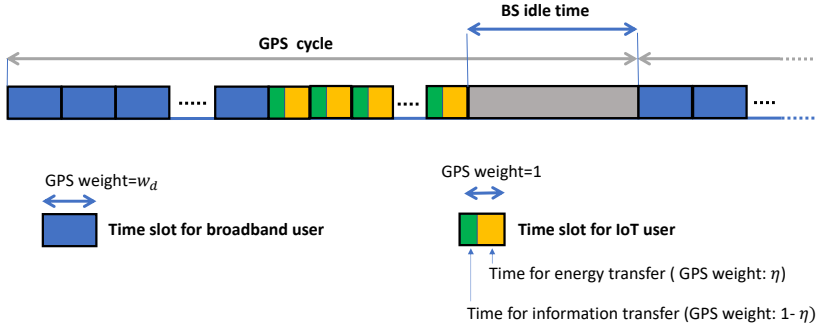 BS idle time
GPS cycle
GPS weight=w_d
GPS weight=1
Time slot for broadband user
Time slot for IoT user
Time for energy transfer ( GPS weight: η)
Time for information transfer (GPS weight: 1- η)